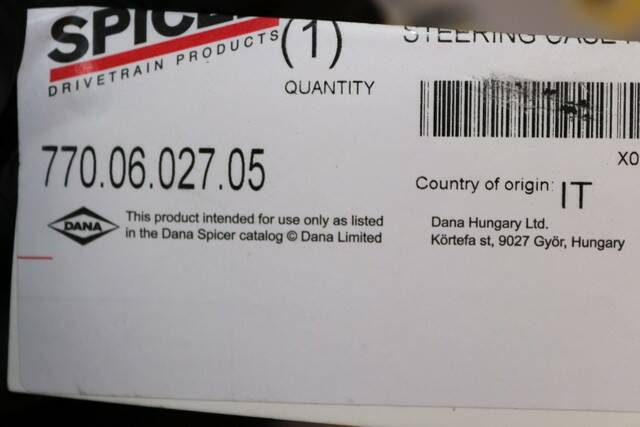 SPICER
DRIVETRAIN PRODUCTS
(1)
QUANTITY
STEERING CASE
770.06.027.05
X0
Country of origin: IT
DANA
This product intended for use only as listed
in the Dana Spicer catalog © Dana Limited
Dana Hungary Ltd.
Körtefa st, 9027 Győr, Hungary